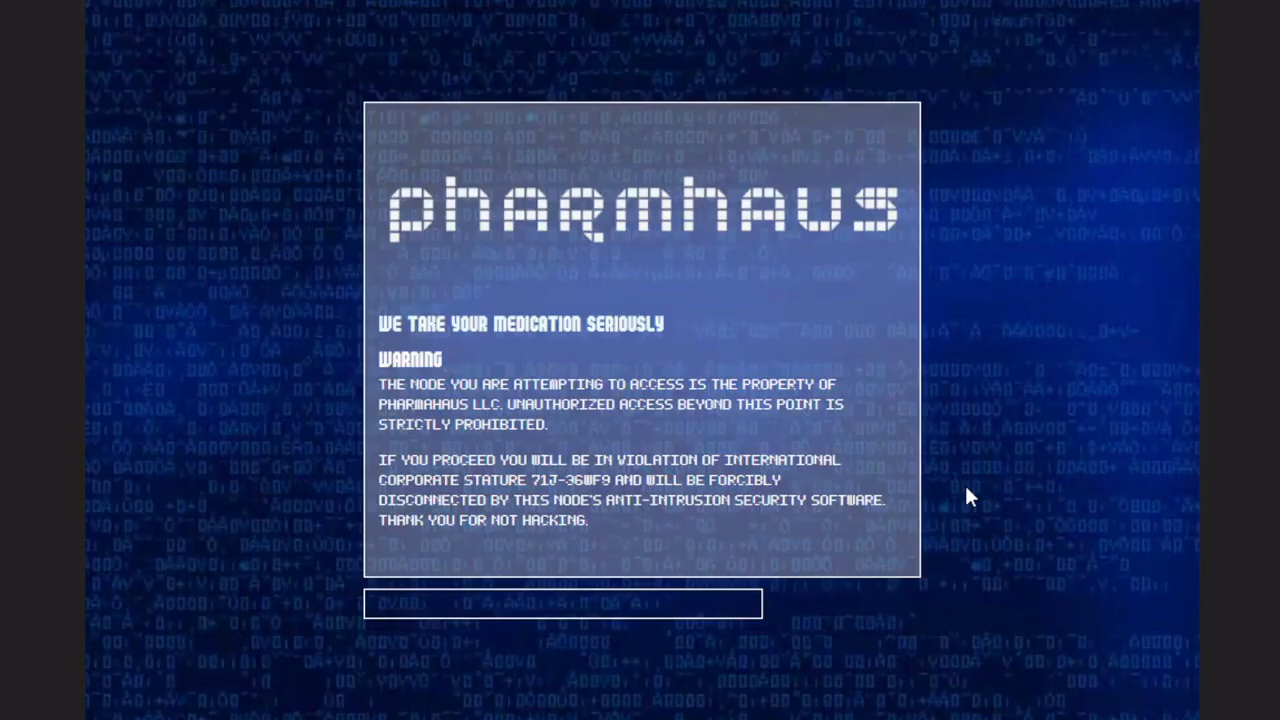 pharmhaus
WE TAKE YOUR MEDICATION SERIOUSLY
WARNING
THE NODE YOU ARE ATTEMPTING TO ACCESS IS THE PROPERTY OF
PHARMAHAUS LLC. UNAUTHORIZED ACCESS BEYOND THIS POINT IS
STRICTLY PROHIBITED.
IF YOU PROCEED YOU WILL BE IN VIOLATION OF INTERNATIONAL
CORPORATE STATURE 71J-36WF9 AND WILL BE FORCIBLY
DISCONNECTED BY THIS NODE'S ANTI-INTRUSION SECURITY SOFTWARE.
THANK YOU FOR NOT HACKING.